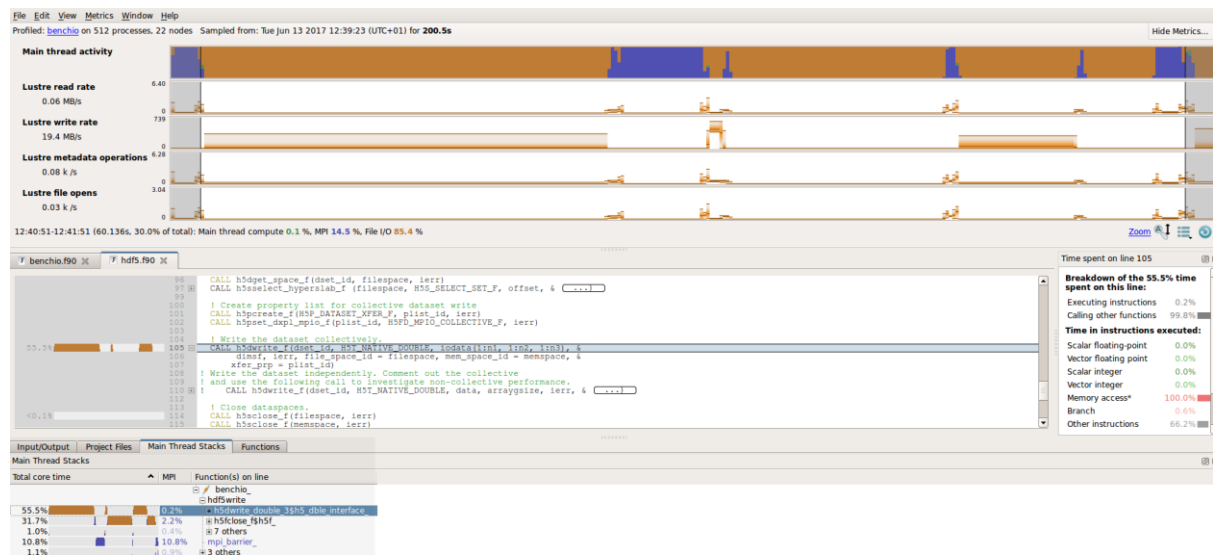 File Edit View Metrics Window Help
Profiled: benchio on 512 processes, 22 nodes Sampled from: Tue Jun 13 2017 12:39:23 (UTC+01) for 200.5s Hide Metrics...
Main thread activity
Lustre read rate 6.40
0.06 MB/s 0
Lustre write rate 739
19.4 MB/s 0
Lustre metadata operations 6.28
0.08 k /s 0
Lustre file opens 3.04
0.03 k /s 0
12:40:51-12:41:51 (60.136s, 30.0% of total): Main thread compute 0.1 %, MPI 14.5 %, File I/O 85.4 % Zoom
benchio.f90 hdf5.f90
96 CALL h5dget_space_f(dset_id, filespace, ierr)
97 CALL h5sselect_hyperslab_f (filespace, H5S_SELECT_SET_F, offset, & (...)
99
100 ! Create property list for collective dataset write
101 CALL h5pcreate_f(H5P_DATASET_XFER_F, plist_id, ierr)
102 CALL h5pset_dxpl_mpio_f(plist_id, H5FD_MPIO_COLLECTIVE_F, ierr)
103
104 ! Write the dataset collectively.
55.5% 105 CALL h5dwrite_f(dset_id, H5T_NATIVE_DOUBLE, iodata(1:n1, 1:n2, 1:n3), &
106 dimsf, ierr, file_space_id = filespace, mem_space_id = memspace, &
107 xfer_prp = plist_id)
108 ! Write the dataset independently. Comment out the collective
109 ! and use the following call to investigate non-collective performance.
110 ! CALL h5dwrite_f(dset_id, H5T_NATIVE_DOUBLE, data, arraygsize, ierr, & (...)
112
113 ! Close dataspaces.
<0.1% 114 CALL h5sclose_f(filespace, ierr)
115 CALL h5sclose_f(memspace, ierr)
Time spent on line 105
Breakdown of the 55.5% time
spent on this line:
Executing instructions 0.2%
Calling other functions 99.8%
Time in instructions executed:
Scalar floating-point 0.0%
Vector floating-point 0.0%
Scalar integer 0.0%
Vector integer 0.0%
Memory access* 100.0%
Branch 0.6%
Other instructions 66.2%
Input/Output Project Files Main Thread Stacks Functions
Main Thread Stacks
Total core time MPI Function(s) on line
benchio_
hdf5write
55.5% 0.2% h5dwrite_double_3$h5_dble_interface_
31.7% 2.2% h5fclose_f$h5f_
1.0% 0.4% 7 others
10.8% 10.8% mpi_barrier_
1.1% 0.9% 3 others